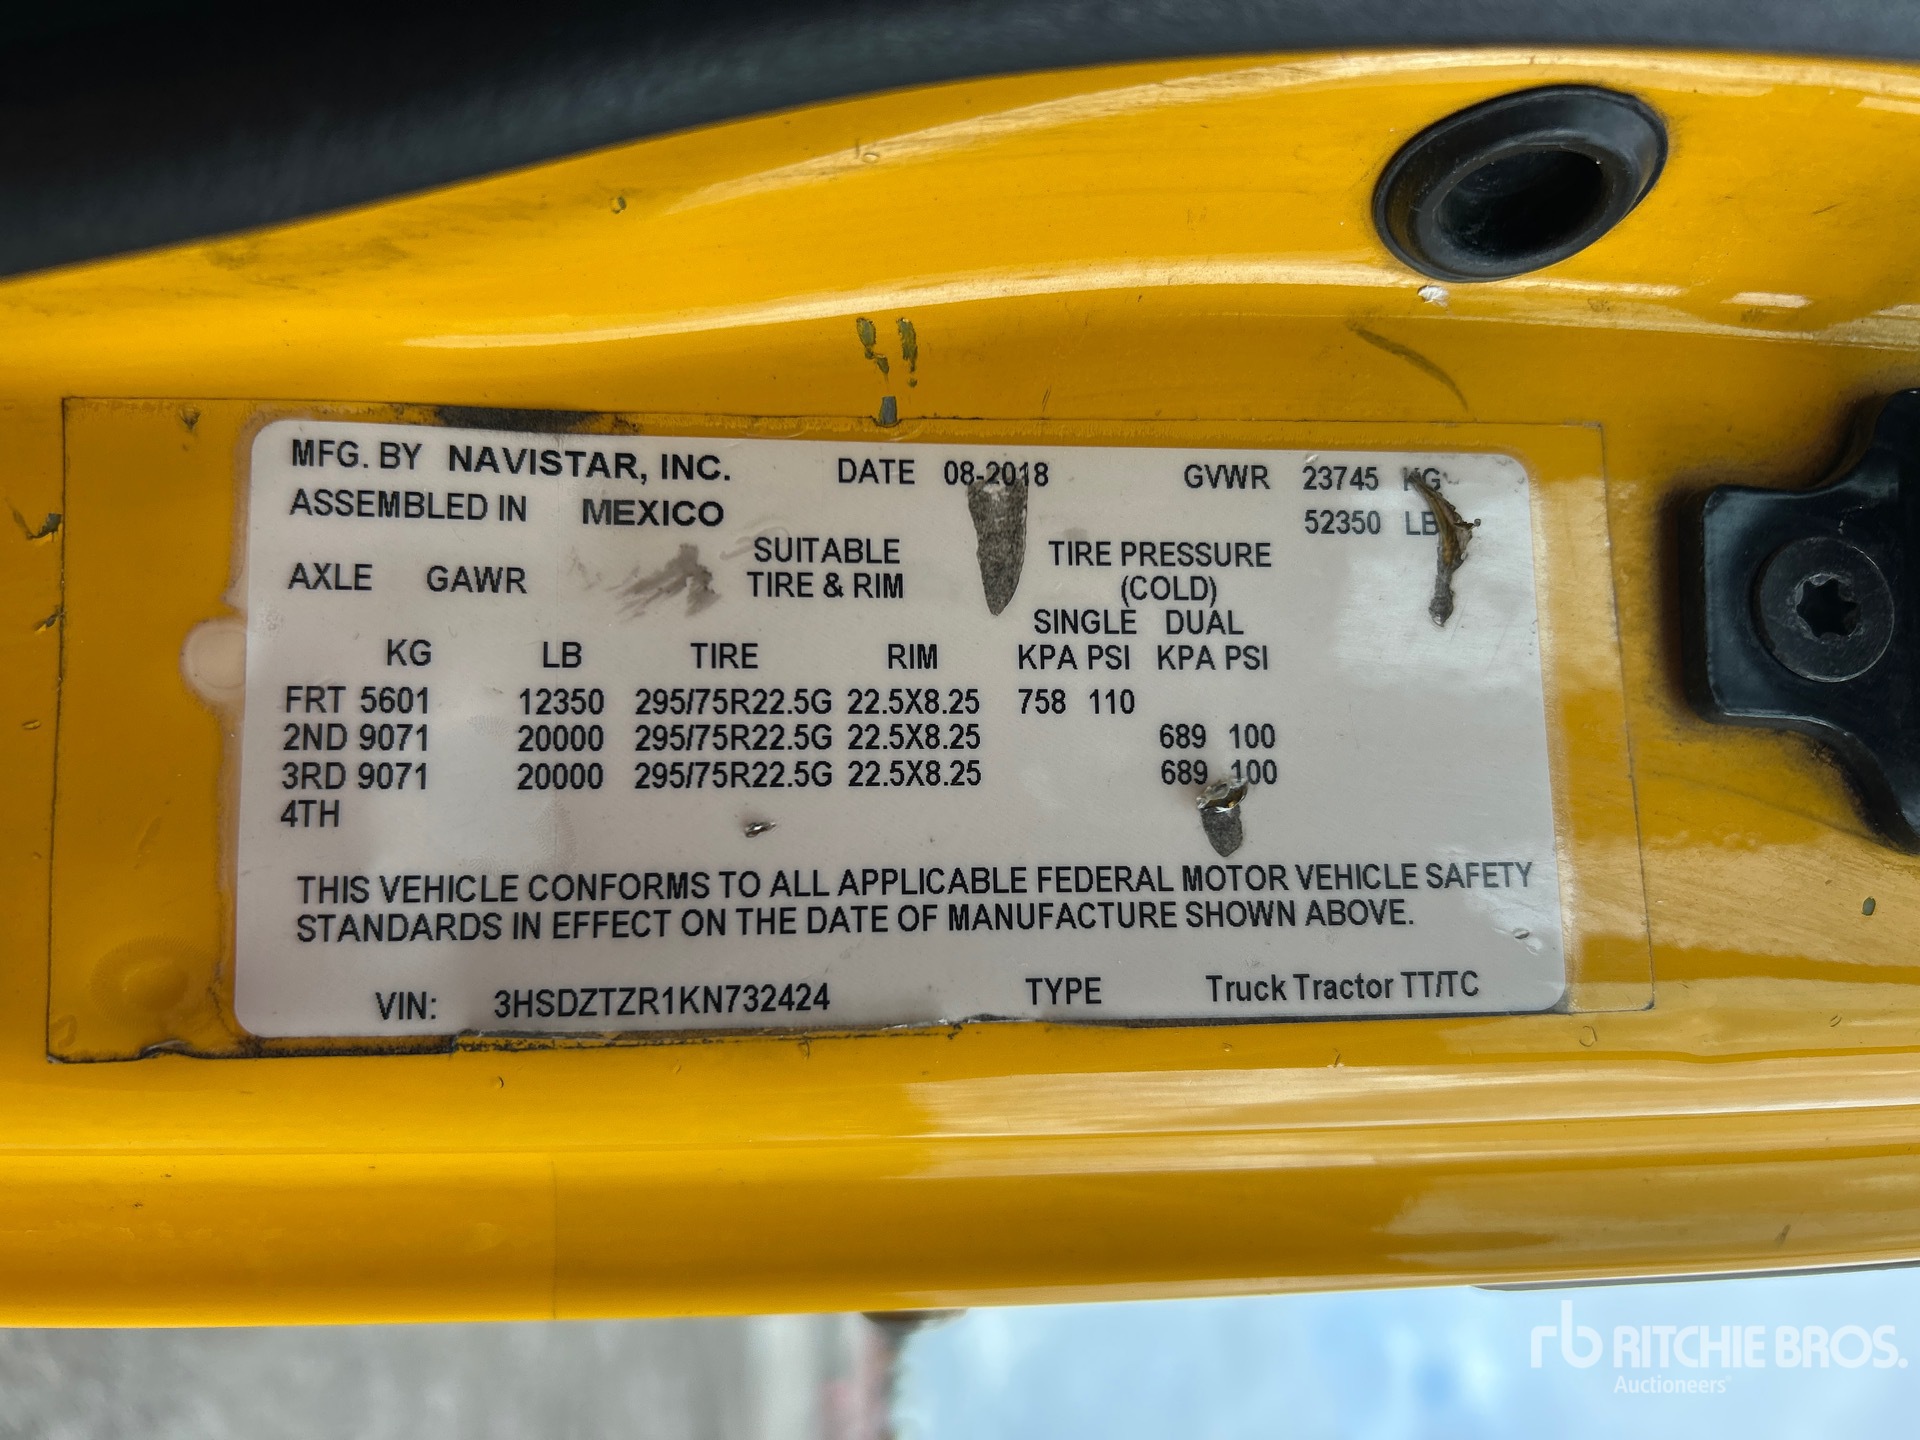 MFG. BY NAVISTAR, INC. DATE 08-2018 GVWR 23745 KG
ASSEMBLED IN MEXICO 52350 LB
SUITABLE TIRE PRESSURE
AXLE GAWR TIRE & RIM (COLD)
SINGLE DUAL
KG LB TIRE RIM KPA PSI KPA PSI
FRT 5601 12350 295/75R22.5G 22.5X8.25 758 110
2ND 9071 20000 295/75R22.5G 22.5X8.25 689 100
3RD 9071 20000 295/75R22.5G 22.5X8.25 689 100
4TH
THIS VEHICLE CONFORMS TO ALL APPLICABLE FEDERAL MOTOR VEHICLE SAFETY
STANDARDS IN EFFECT ON THE DATE OF MANUFACTURE SHOWN ABOVE.
VIN: 3HSDZTZR1KN732424 TYPE Truck Tractor TT/TC
rb RITCHIE BROS.
Auctioneers